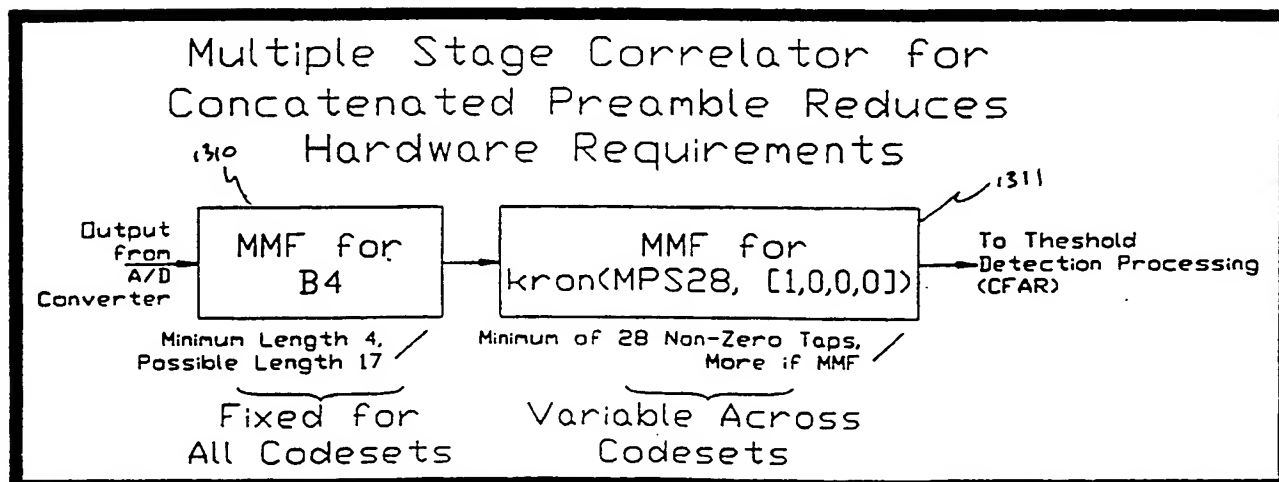 Multiple Stage Correlator for
Concatenated Preamble Reduces
Hardware Requirements
1310
1311
Output
from
A/D
Converter
MMF for
B4
MMF for
kron(MPS28, [1,0,0,0])
To Theshold
Detection Processing
(CFAR)
Minimum Length 4,
Possible Length 17
Minimum of 28 Non-Zero Taps,
More if MMF
Fixed for
All Codesets
Variable Across
Codesets